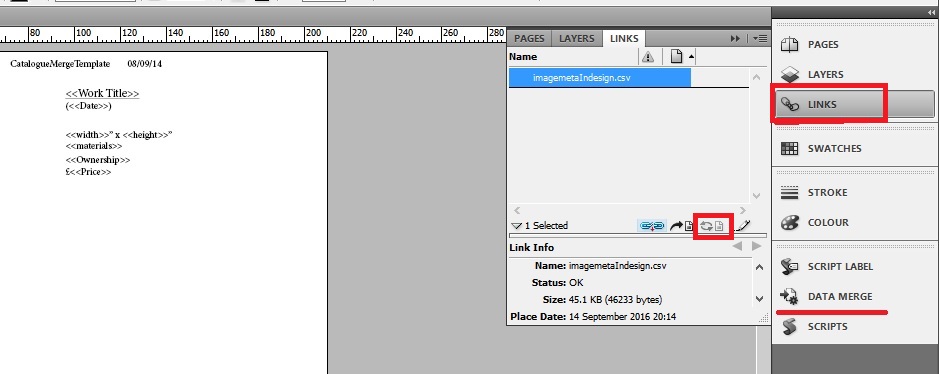 80 100 120 140 160 180 200 220 240 260 280
CatalogueMergeTemplate 08/09/14
<<Work Title>>
(<<Date>>)
<<width>>” x <<height>>”
<<materials>>
<<Ownership>>
£<<Price>>
PAGES LAYERS LINKS
Name
imagemetaIndesign.csv
1 Selected
Link Info
Name: imagemetaIndesign.csv
Status: OK
Size: 45.1 KB (46233 bytes)
Place Date: 14 September 2016 20:14
PAGES
LAYERS
LINKS
SWATCHES
STROKE
COLOUR
SCRIPT LABEL
DATA MERGE
SCRIPTS